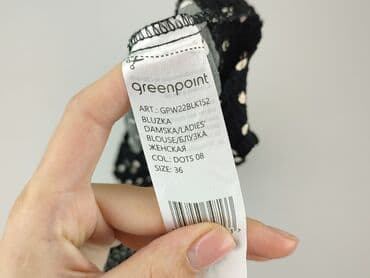 greenpoint
ART.: GPW22BLK152
BLUZKA
DAMSKA/LADIES'
BLOUSE/БЛУЗКА
ЖЕНСКАЯ
COL.: DOTS 08
SIZE: 36